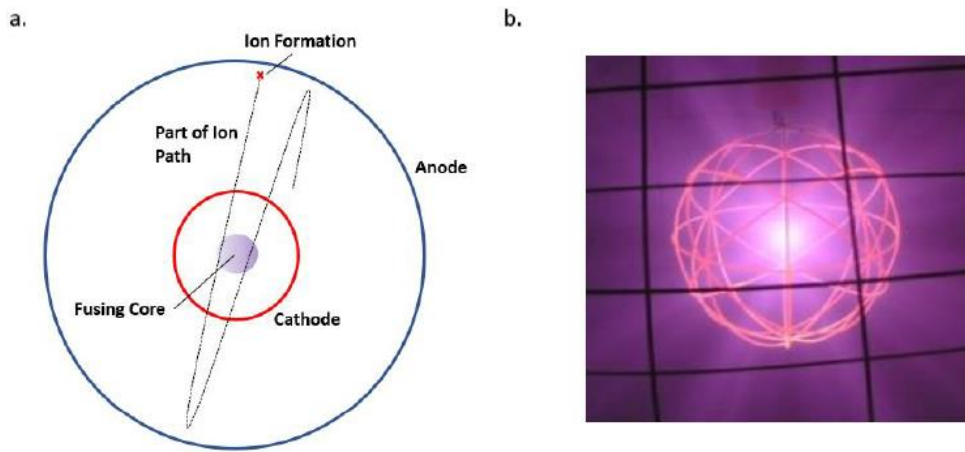 a.
Ion Formation
Part of Ion
Path
Anode
Fusing Core
Cathode
b.